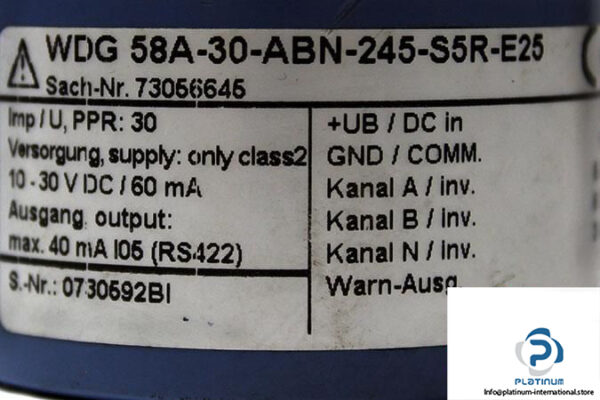 WDG 58A-30-ABN-245-S5R-E25
Sach-Nr. 73056645
Imp / U, PPR: 30
Versorgung, supply: only class2
10 - 30 V DC / 60 mA
Ausgang, output:
max. 40 mA I05 (RS422)
S.-Nr.: 0730592BI
+UB / DC in
GND / COMM.
Kanal A / inv.
Kanal B / inv.
Kanal N / inv.
Warn-Ausg.
PLATINUM
Info@platinum-international.store